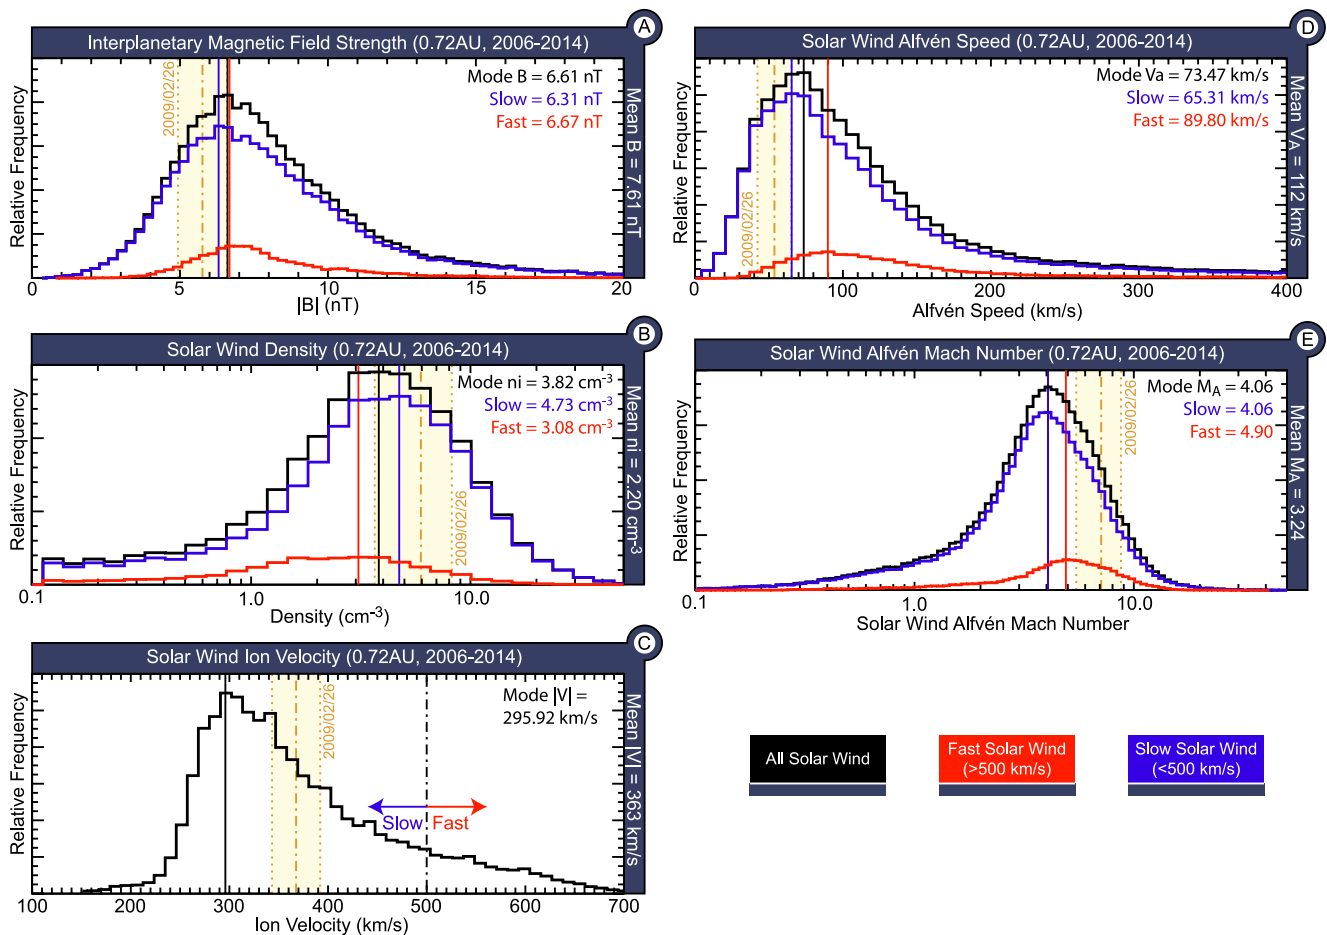 A
Interplanetary Magnetic Field Strength (0.72AU, 2006-2014)
Relative Frequency
2009/02/26
Mode B = 6.61 nT
Slow = 6.31 nT
Fast = 6.67 nT
Mean B = 7.61 nT
0 5 10 15 20
|B| (nT)
B
Solar Wind Density (0.72AU, 2006-2014)
Relative Frequency
Mode ni = 3.82 cm-3
Slow = 4.73 cm-3
Fast = 3.08 cm-3
2009/02/26
Mean ni = 2.20 cm-3
0.1 1.0 10.0
Density (cm-3)
C
Solar Wind Ion Velocity (0.72AU, 2006-2014)
Relative Frequency
2009/02/26
Mode |V| =
295.92 km/s
Slow Fast
Mean |V| = 363 km/s
100 200 300 400 500 600 700
Ion Velocity (km/s)
D
Solar Wind Alfvén Speed (0.72AU, 2006-2014)
Relative Frequency
2009/02/26
Mode Va = 73.47 km/s
Slow = 65.31 km/s
Fast = 89.80 km/s
Mean VA = 112 km/s
0 100 200 300 400
Alfvén Speed (km/s)
E
Solar Wind Alfvén Mach Number (0.72AU, 2006-2014)
Relative Frequency
2009/02/26
Mode MA = 4.06
Slow = 4.06
Fast = 4.90
Mean MA = 3.24
0.1 1.0 10.0
Solar Wind Alfvén Mach Number
All Solar Wind
Fast Solar Wind
(>500 km/s)
Slow Solar Wind
(<500 km/s)